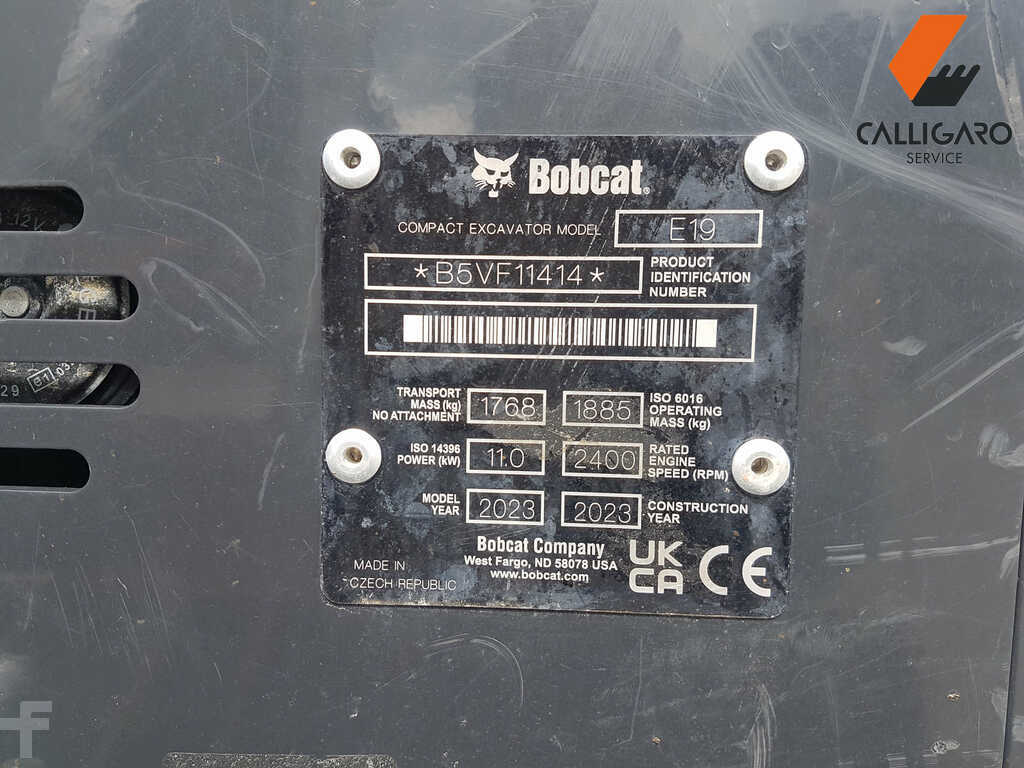 CALLIGARO
SERVICE
Bobcat.
COMPACT EXCAVATOR MODEL E19
*B5VF11414* PRODUCT
IDENTIFICATION
NUMBER
TRANSPORT
MASS (kg)
NO ATTACHMENT 1768 1885 ISO 6016
OPERATING
MASS (kg)
ISO 14396
POWER (kW) 11.0 2400 RATED
ENGINE
SPEED (RPM)
MODEL
YEAR 2023 2023 CONSTRUCTION
YEAR
Bobcat Company
West Fargo, ND 58078 USA
www.bobcat.com
MADE IN
CZECH REPUBLIC
UK
CA CE
12V
29